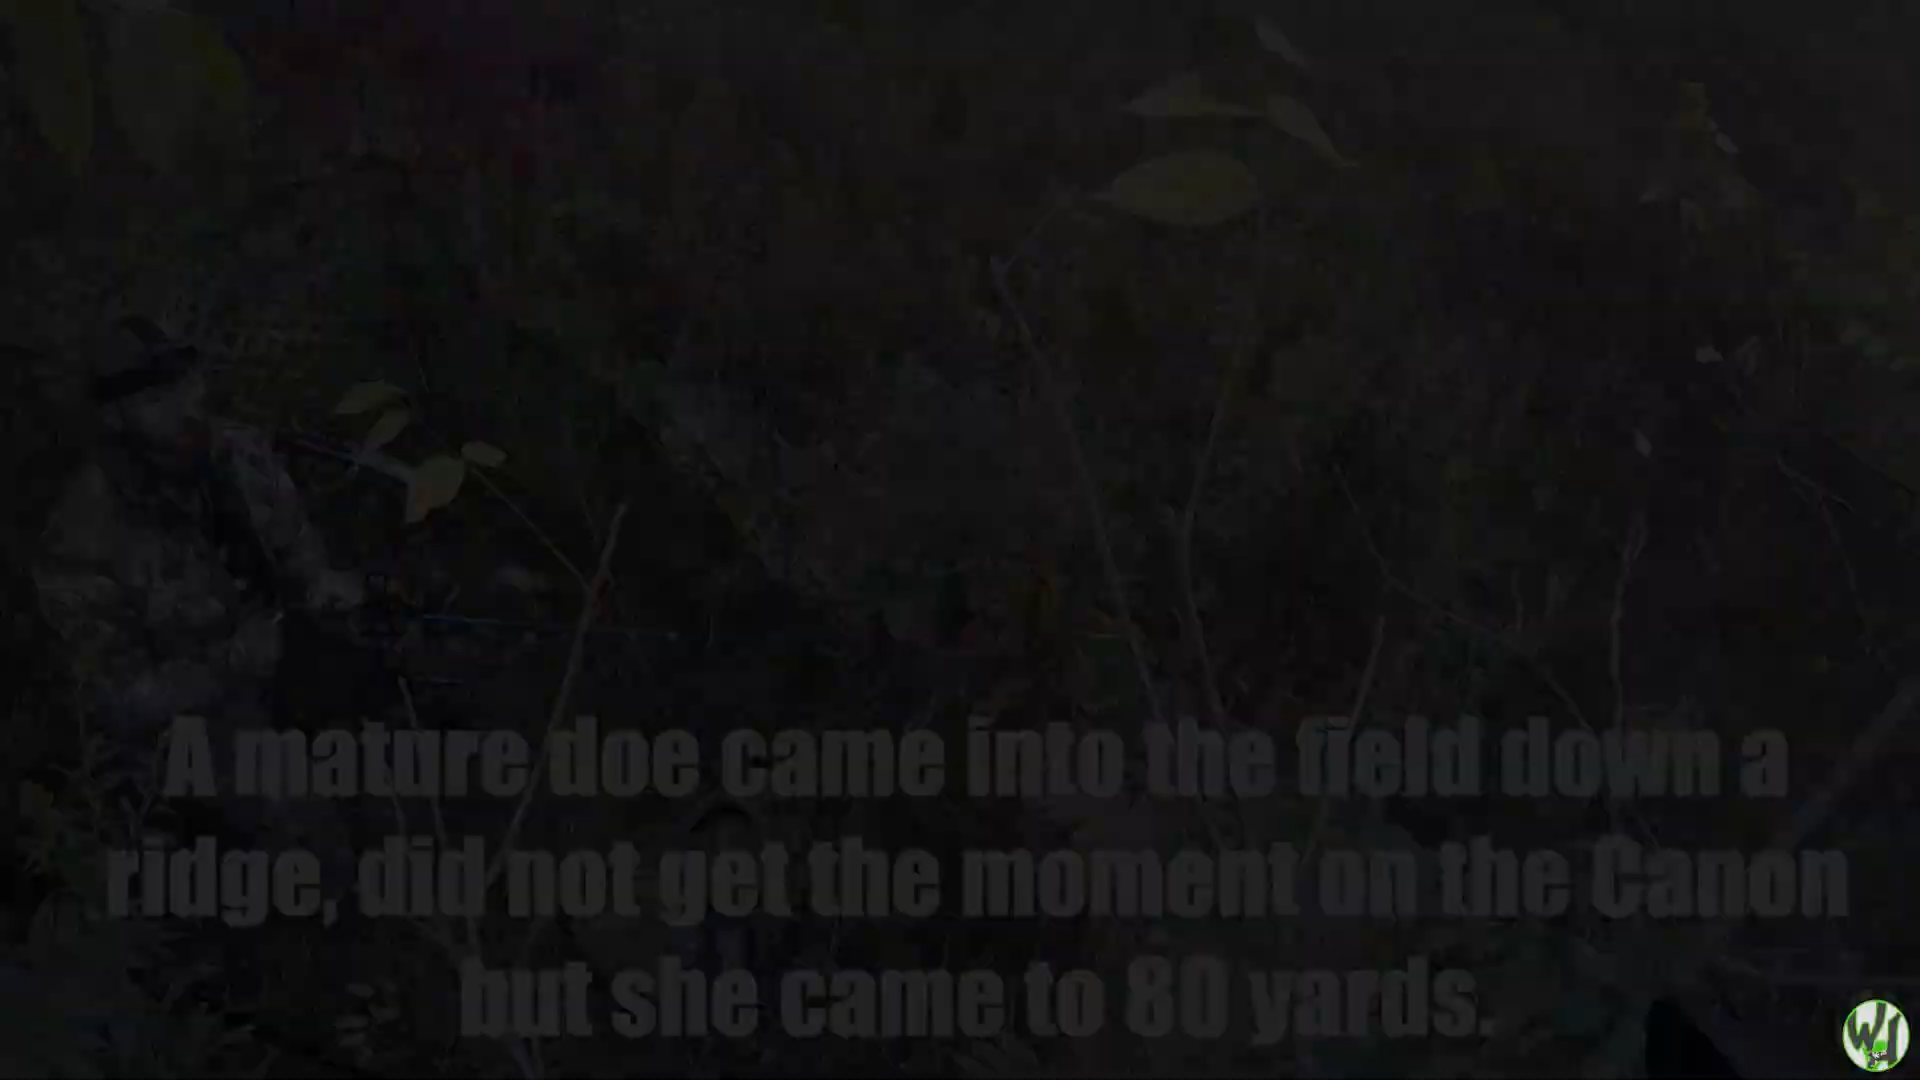 A mature doe came into the field down a
ridge, did not get the moment on the Canon
but she came to 80 yards.